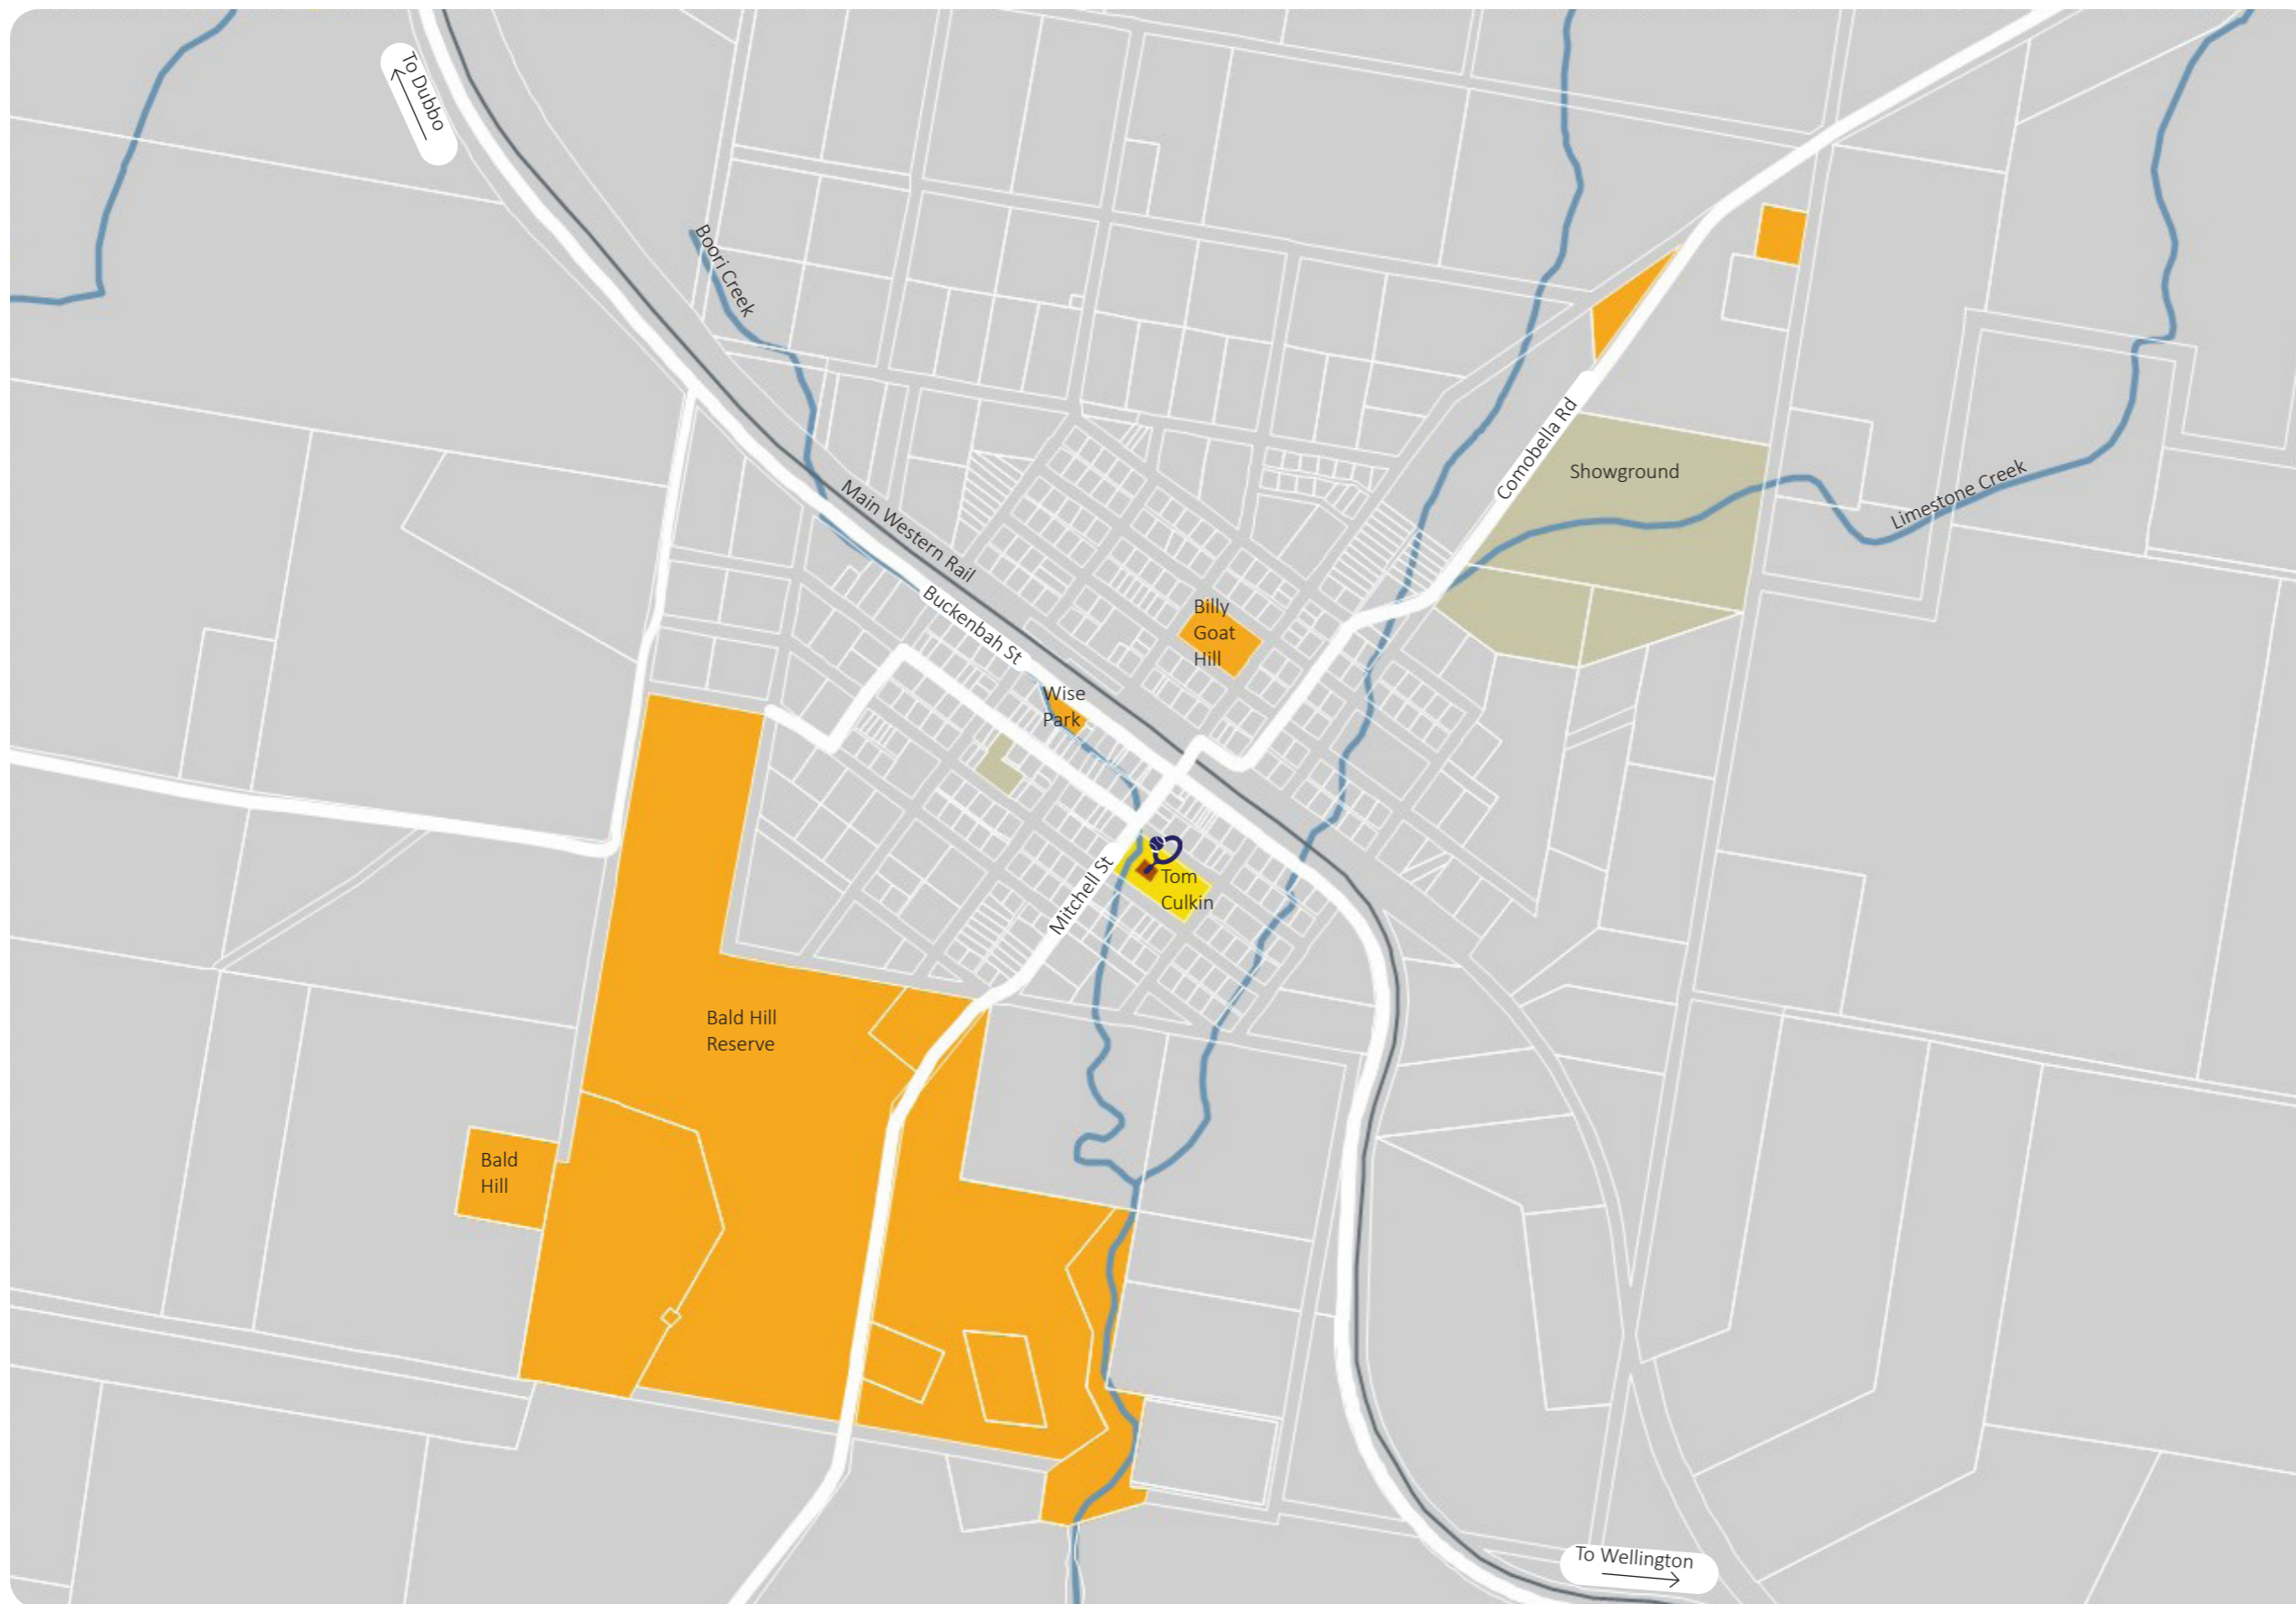 To Dubbo
Boori Creek
Main Western Rail
Buckenbah St
Comobella Rd
Showground
Limestone Creek
Billy
Goat
Hill
Wise
Park
Mitchell St
Tom
Culkin
Bald Hill
Reserve
Bald
Hill
To Wellington